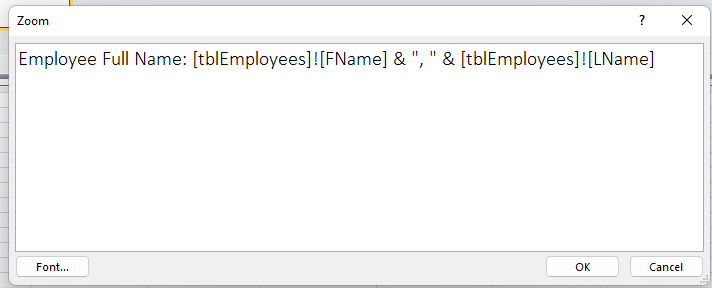 Zoom
? 
Employee Full Name: [tblEmployees]![FName] & ", " & [tblEmployees]![LName]
Font... OK Cancel